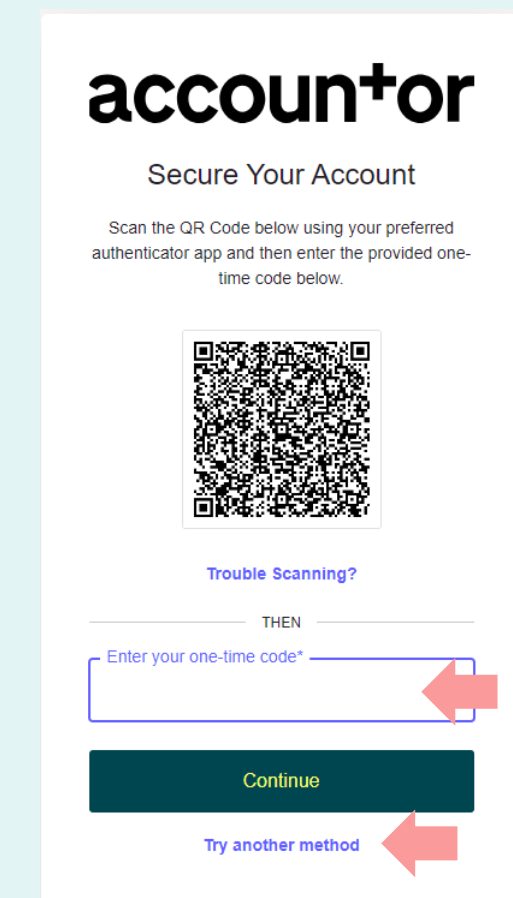 accountor
Secure Your Account
Scan the QR Code below using your preferred
authenticator app and then enter the provided one-
time code below.
Trouble Scanning?
THEN
Enter your one-time code*
Continue
Try another method